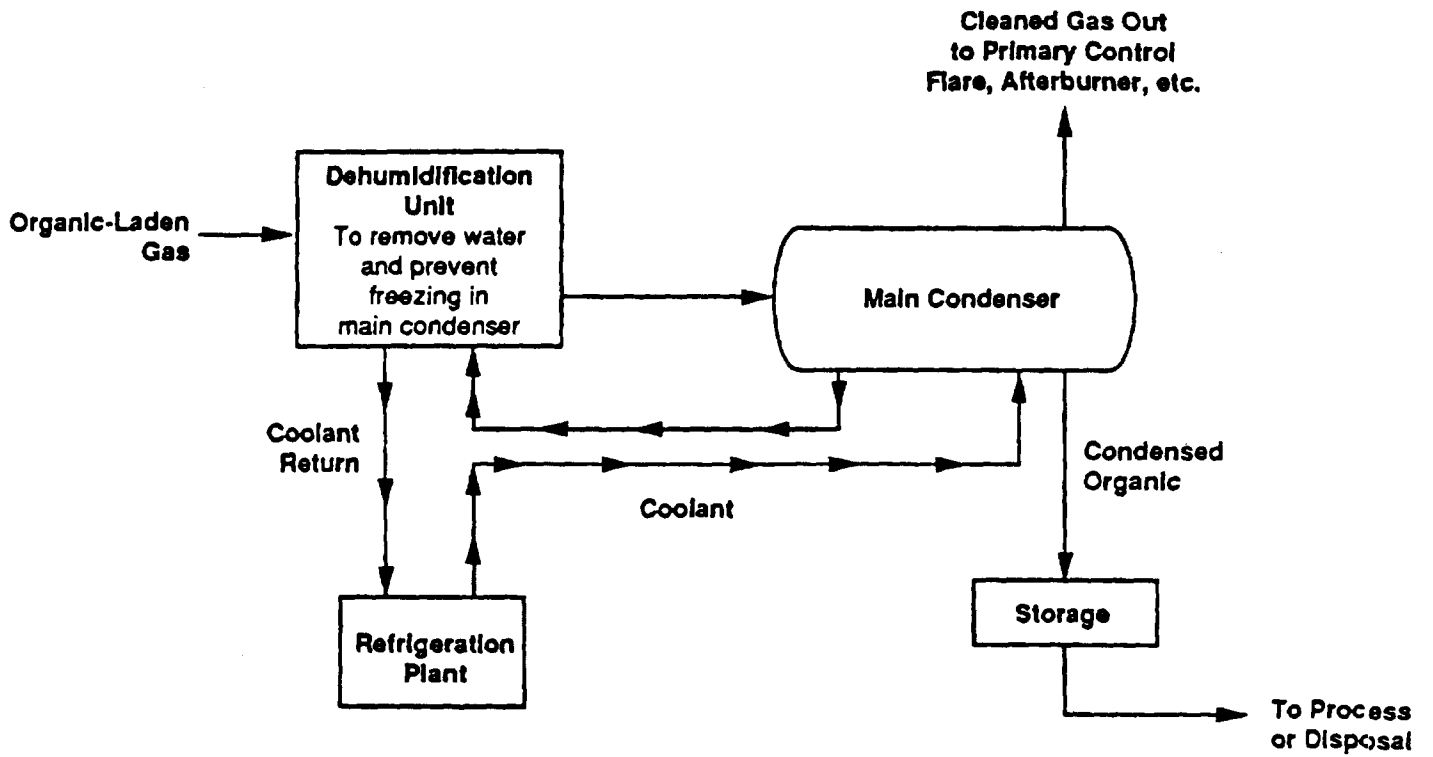 Cleaned Gas Out
to Primary Control
Flare, Afterburner, etc.
Dehumidification
Unit
To remove water
and prevent
freezing in
main condenser
Organic-Laden
Gas
Main Condenser
Coolant
Return
Coolant
Condensed
Organic
Refrigeration
Plant
Storage
To Process
or Disposal